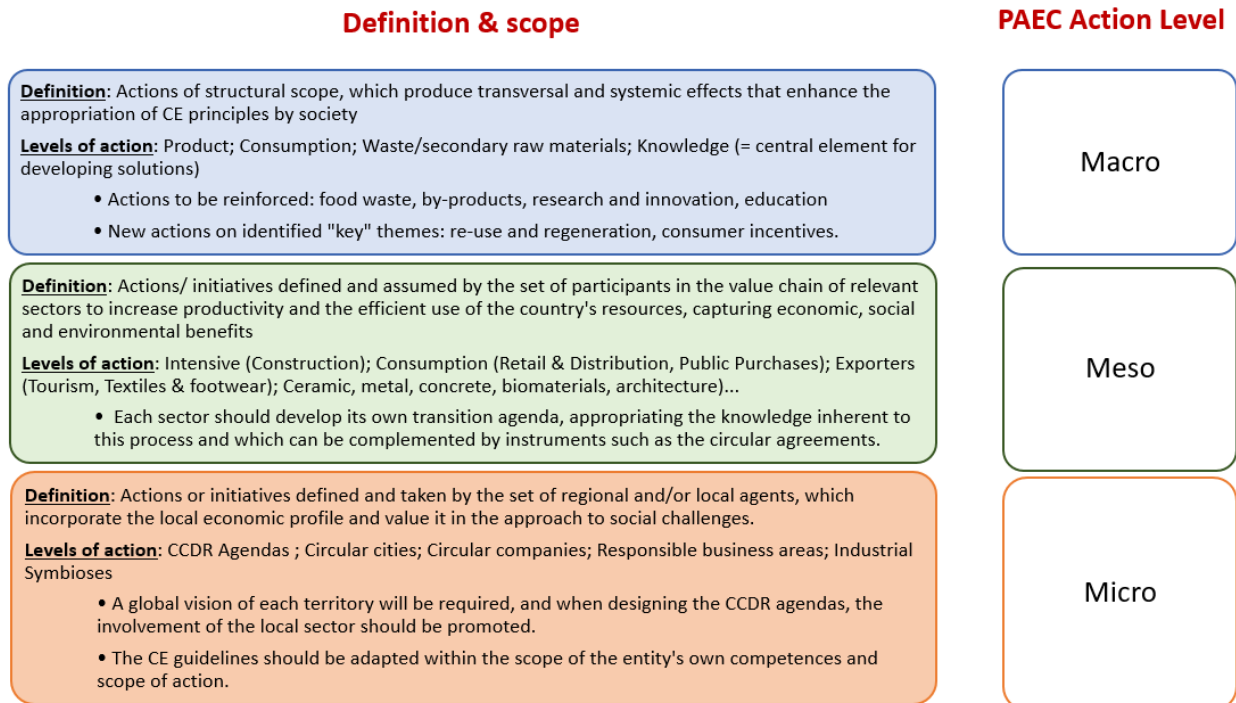 Definition & scope
PAEC Action Level
Definition: Actions of structural scope, which produce transversal and systemic effects that enhance the
appropriation of CE principles by society
Levels of action: Product; Consumption; Waste/secondary raw materials; Knowledge (= central element for
developing solutions)
• Actions to be reinforced: food waste, by-products, research and innovation, education
• New actions on identified "key" themes: re-use and regeneration, consumer incentives.
Macro
Definition: Actions/ initiatives defined and assumed by the set of participants in the value chain of relevant
sectors to increase productivity and the efficient use of the country's resources, capturing economic, social
and environmental benefits
Levels of action: Intensive (Construction); Consumption (Retail & Distribution, Public Purchases); Exporters
(Tourism, Textiles & footwear); Ceramic, metal, concrete, biomaterials, architecture)...
• Each sector should develop its own transition agenda, appropriating the knowledge inherent to
this process and which can be complemented by instruments such as the circular agreements.
Meso
Definition: Actions or initiatives defined and taken by the set of regional and/or local agents, which
incorporate the local economic profile and value it in the approach to social challenges.
Levels of action: CCDR Agendas ; Circular cities; Circular companies; Responsible business areas; Industrial
Symbioses
• A global vision of each territory will be required, and when designing the CCDR agendas, the
involvement of the local sector should be promoted.
• The CE guidelines should be adapted within the scope of the entity's own competences and
scope of action.
Micro